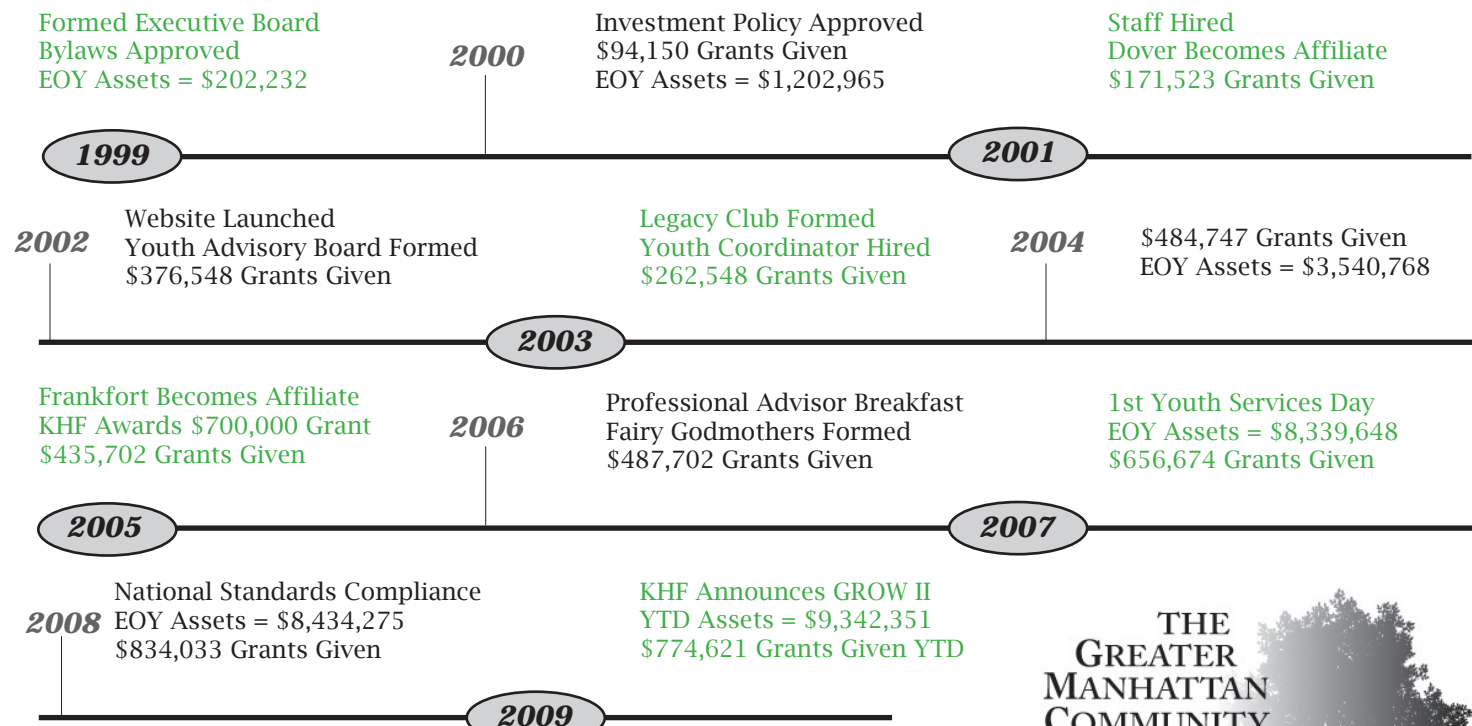 Formed Executive Board
Bylaws Approved
EOY Assets = $202,232
1999
2000
Investment Policy Approved
$94,150 Grants Given
EOY Assets = $1,202,965
Staff Hired
Dover Becomes Affiliate
$171,523 Grants Given
2001
2002
Website Launched
Youth Advisory Board Formed
$376,548 Grants Given
Legacy Club Formed
Youth Coordinator Hired
$262,548 Grants Given
2003
2004
$484,747 Grants Given
EOY Assets = $3,540,768
Frankfort Becomes Affiliate
KHF Awards $700,000 Grant
$435,702 Grants Given
2005
2006
Professional Advisor Breakfast
Fairy Godmothers Formed
$487,702 Grants Given
1st Youth Services Day
EOY Assets = $8,339,648
$656,674 Grants Given
2007
2008
National Standards Compliance
EOY Assets = $8,434,275
$834,033 Grants Given
KHF Announces GROW II
YTD Assets = $9,342,351
$774,621 Grants Given YTD
2009
THE
GREATER
MANHATTAN
COMMUNITY